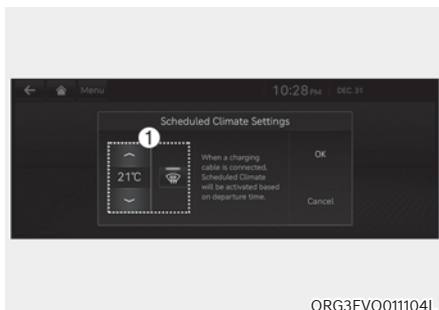 Menu 10:28 PM DEC.31
Scheduled Climate Settings
1
21℃
When a charging
cable is connected,
Scheduled Climate
will be activated based
on departure time.
OK
Cancel
ORG3EVQ011104L